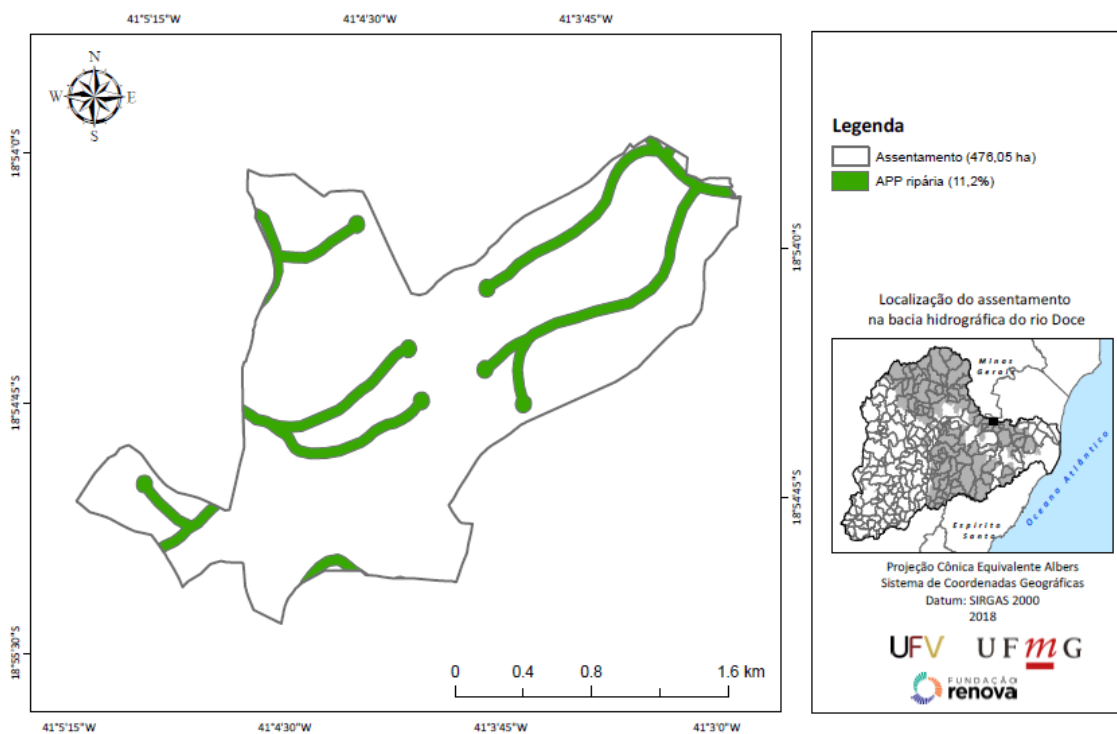 41°5'15"W 41°4'30"W 41°3'45"W
N
W E
S
18°54'0"S
18°54'45"S
18°55'30"S
18°54'0"S
18°54'45"S
0 0.4 0.8 1.6 km
41°5'15"W 41°4'30"W 41°3'45"W 41°3'0"W
Legenda
Assentamento (476,05 ha)
APP ripária (11,2%)
Localização do assentamento
na bacia hidrográfica do rio Doce
Minas
Gerais
Oceano Atlântico
Espírito
Santo
Projeção Cônica Equivalente Albers
Sistema de Coordenadas Geográficas
Datum: SIRGAS 2000
2018
UFV UFmG
FUNDAÇÃO
renova